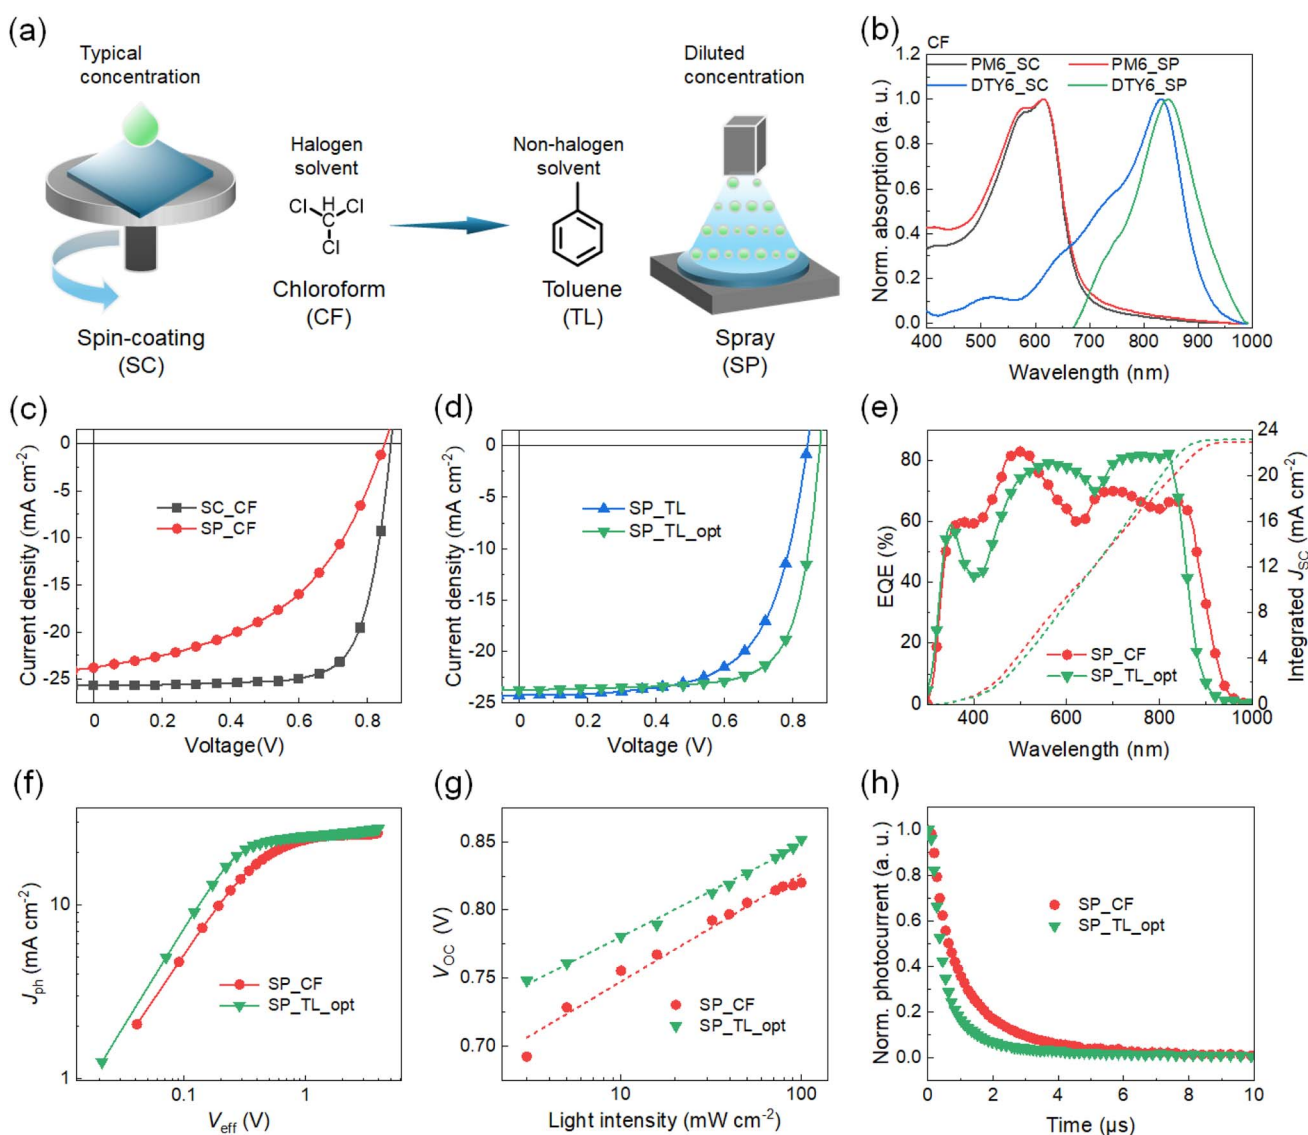 (a)
Typical
concentration
Spin-coating
(SC)
Halogen
solvent
H
Cl
Cl
C
Cl
Chloroform
(CF)
Non-halogen
solvent
Toluene
(TL)
Diluted
concentration
Spray
(SP)
(b)
CF
PM6_SC
PM6_SP
DTY6_SC
DTY6_SP
Norm. absorption (a. u.)
1.2
1.0
0.8
0.6
0.4
0.2
0.0
400 500 600 700 800 900 1000
Wavelength (nm)
(c)
Current density (mA cm-2)
0
-5
-10
-15
-20
-25
SC_CF
SP_CF
0 0.2 0.4 0.6 0.8
Voltage(V)
(d)
Current density (mA cm-2)
0
-5
-10
-15
-20
-25
SP_TL
SP_TL_opt
0 0.2 0.4 0.6 0.8
Voltage (V)
(e)
EQE (%)
80
60
40
20
0
SP_CF
SP_TL_opt
400 600 800 1000
Wavelength (nm)
24
20
16
12
8
4
0
Integrated JSC (mA cm-2)
(f)
Jph (mA cm-2)
10
1
SP_CF
SP_TL_opt
0.1 1
Veff (V)
(g)
VOC (V)
0.85
0.80
0.75
0.70
SP_CF
SP_TL_opt
10 100
Light intensity (mW cm-2)
(h)
Norm. photocurrent (a. u.)
1.0
0.8
0.6
0.4
0.2
0.0
SP_CF
SP_TL_opt
0 2 4 6 8 10
Time (µs)